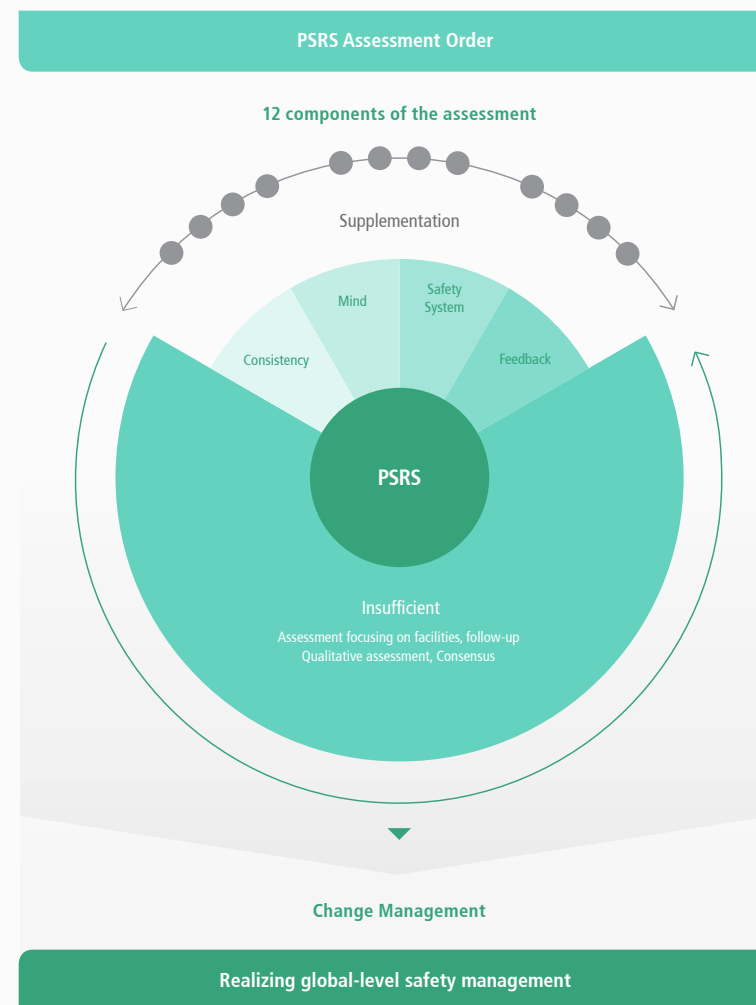 PSRS Assessment Order
12 components of the assessment
Supplementation
Mind
Safety
System
Consistency
Feedback
PSRS
Insufficient
Assessment focusing on facilities, follow-up
Qualitative assessment, Consensus
Change Management
Realizing global-level safety management